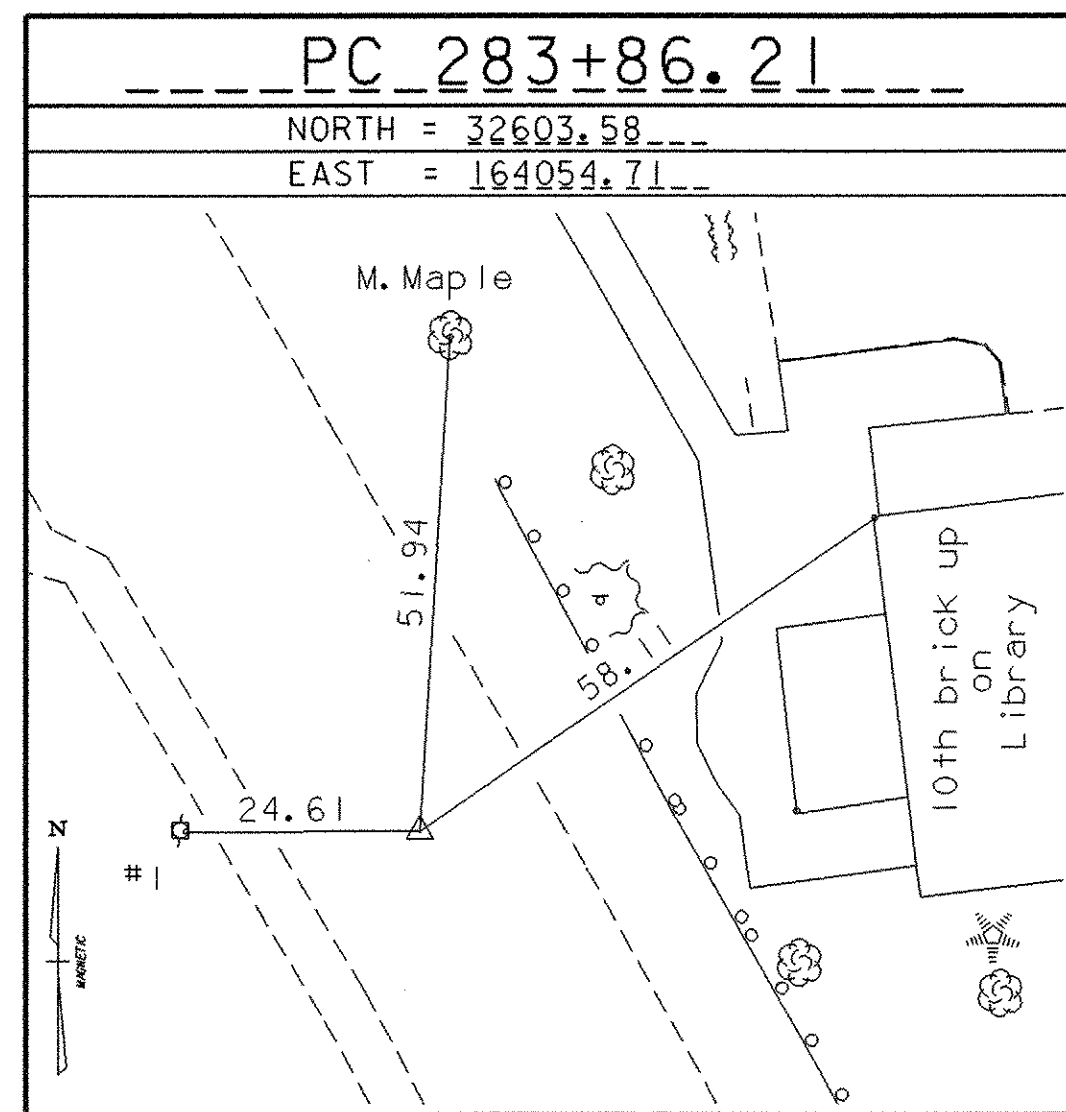 PC 283+86.21
NORTH = 32603.58
EAST = 164054.71
M. Maple
51.94
58.11
24.61
#1
N
MAGNETIC
10th brick up
on
Library